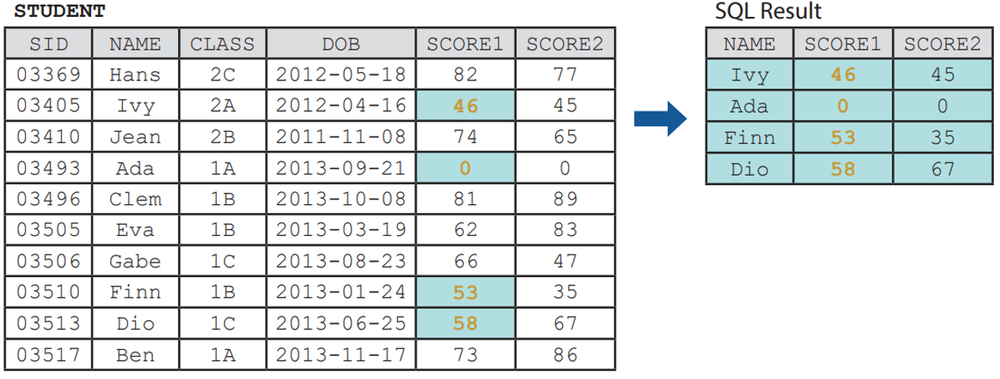 STUDENT
SID NAME CLASS DOB SCORE1 SCORE2
03369 Hans 2C 2012-05-18 82 77
03405 Ivy 2A 2012-04-16 46 45
03410 Jean 2B 2011-11-08 74 65
03493 Ada 1A 2013-09-21 0 0
03496 Clem 1B 2013-10-08 81 89
03505 Eva 1B 2013-03-19 62 83
03506 Gabe 1C 2013-08-23 66 47
03510 Finn 1B 2013-01-24 53 35
03513 Dio 1C 2013-06-25 58 67
03517 Ben 1A 2013-11-17 73 86
SQL Result
NAME SCORE1 SCORE2
Ivy 46 45
Ada 0 0
Finn 53 35
Dio 58 67